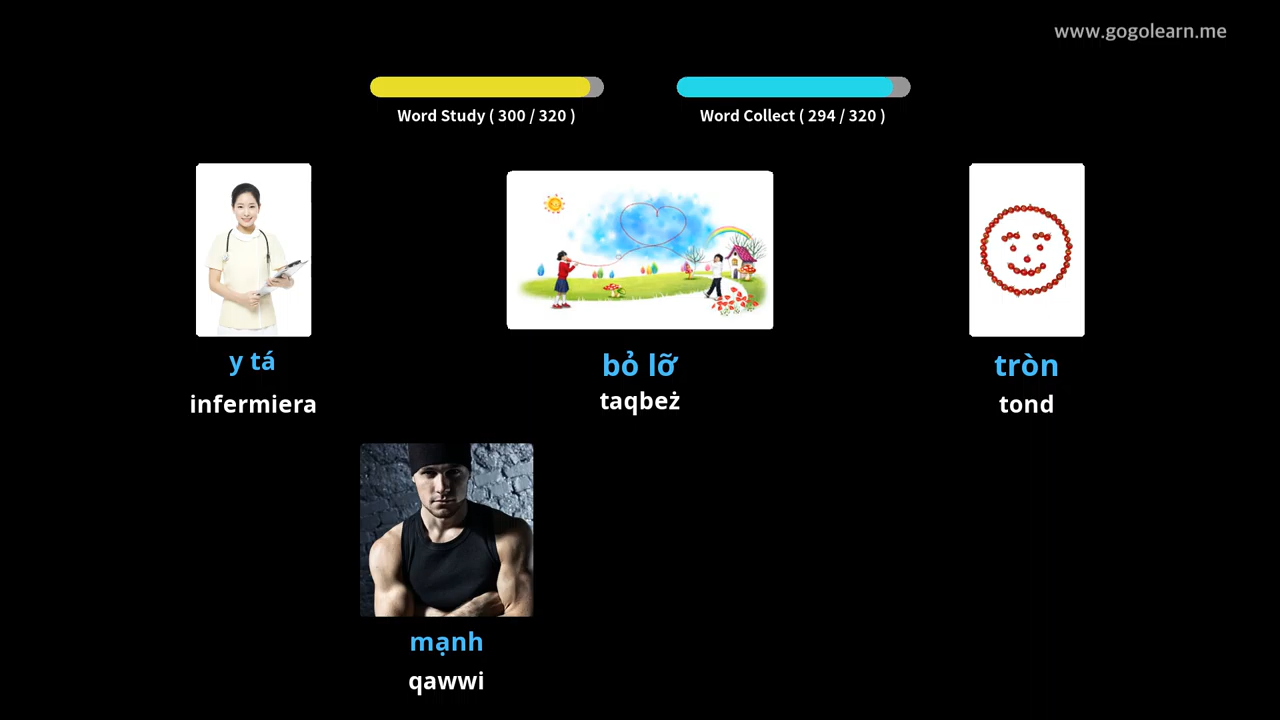 www.gogolearn.me
Word Study ( 300 / 320 )
Word Collect ( 294 / 320 )
y tá
infermiera
bỏ lỡ
taqbeż
tròn
tond
mạnh
qawwi